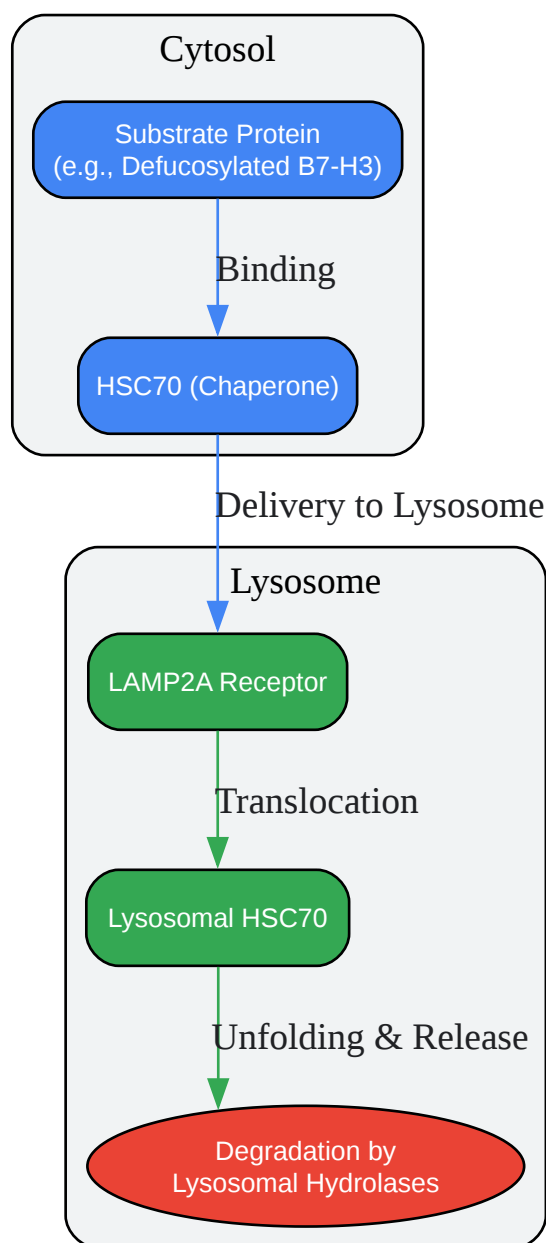 Cytosol
Substrate Protein
(e.g., Defucosylated B7-H3)
Binding
HSC70 (Chaperone)
Delivery to Lysosome
Lysosome
LAMP2A Receptor
Translocation
Lysosomal HSC70
Unfolding & Release
Degradation by
Lysosomal Hydrolases